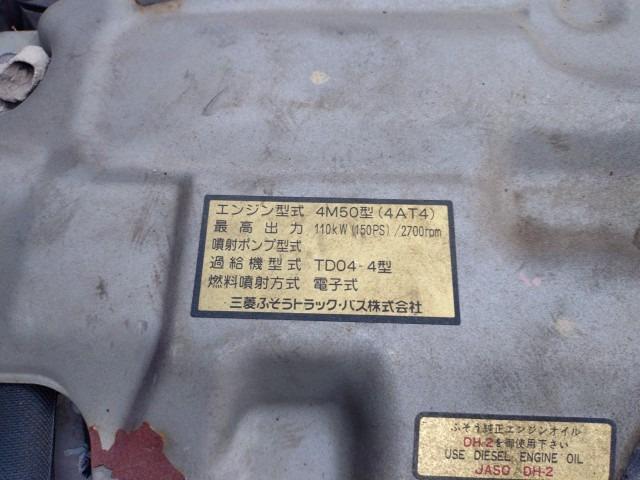 エンジン型式 4M50型(4AT4)
最高出力 110kW(150PS)/2700rpm
噴射ポンプ型式
過給機型式 TD04-4型
燃料噴射方式 電子式
三菱ふそうトラック・バス株式会社
ふそう純正エンジンオイル
DH-2を御使用下さい
USE DIESEL ENGINE OIL
JASO DH-2